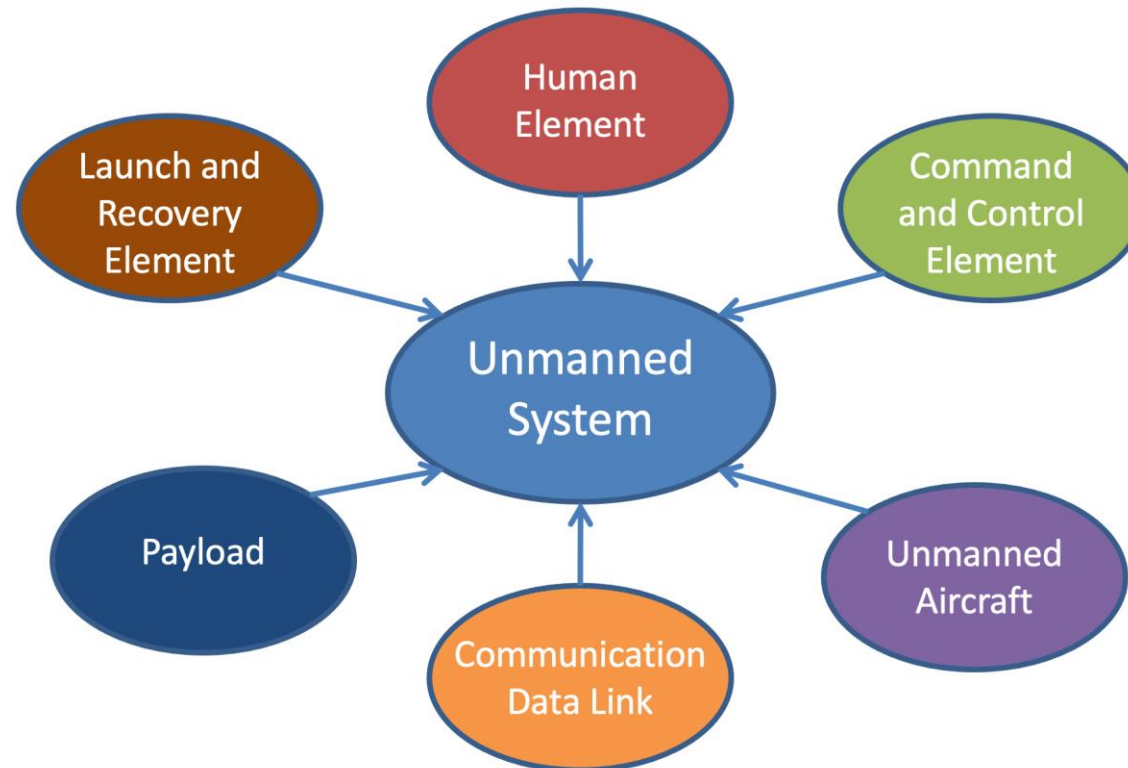 Human
Element
Launch and
Recovery
Element
Command
and Control
Element
Unmanned
System
Payload
Unmanned
Aircraft
Communication
Data Link